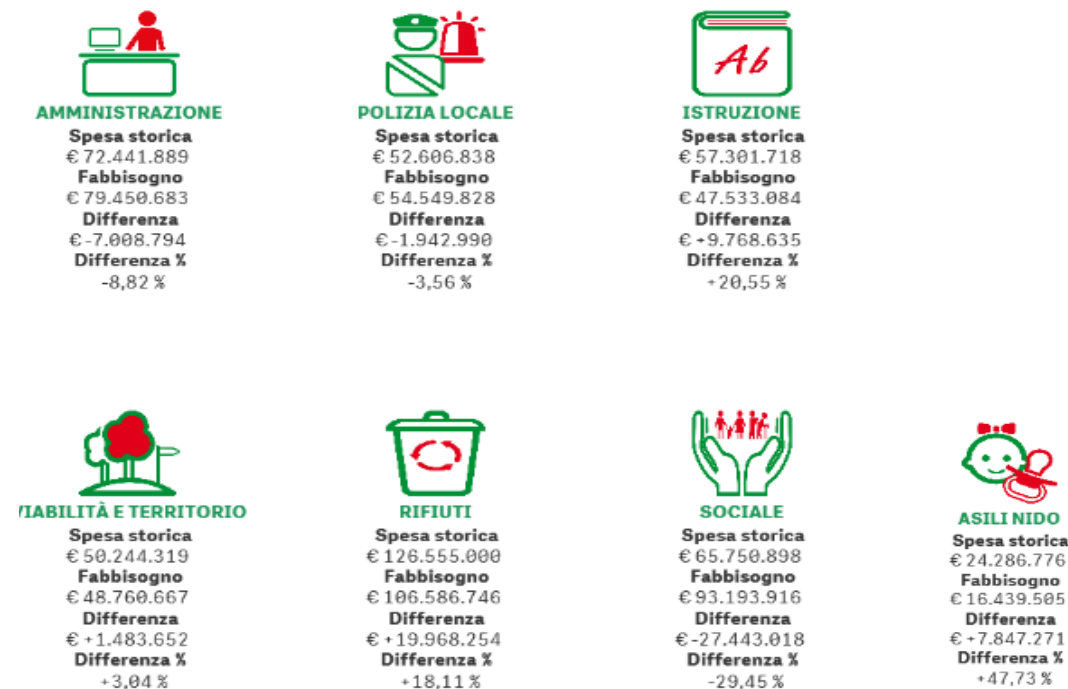 Ab
AMMINISTRAZIONE
Spesa storica
€ 72.441.889
Fabbisogno
€ 79.450.683
Differenza
€ -7.008.794
Differenza %
-8,82 %
POLIZIA LOCALE
Spesa storica
€ 52.606.838
Fabbisogno
€ 54.549.828
Differenza
€ -1.942.990
Differenza %
-3,56 %
ISTRUZIONE
Spesa storica
€ 57.301.718
Fabbisogno
€ 47.533.084
Differenza
€ +9.768.635
Differenza %
+20,55 %
VIABILITÀ E TERRITORIO
Spesa storica
€ 50.244.319
Fabbisogno
€ 48.760.667
Differenza
€ +1.483.652
Differenza %
+3,04 %
RIFIUTI
Spesa storica
€ 126.555.000
Fabbisogno
€ 106.586.746
Differenza
€ +19.968.254
Differenza %
+18,11 %
SOCIALE
Spesa storica
€ 65.750.898
Fabbisogno
€ 93.193.916
Differenza
€ -27.443.018
Differenza %
-29,45 %
ASILI NIDO
Spesa storica
€ 24.286.776
Fabbisogno
€ 16.439.505
Differenza
€ +7.847.271
Differenza %
+47,73 %